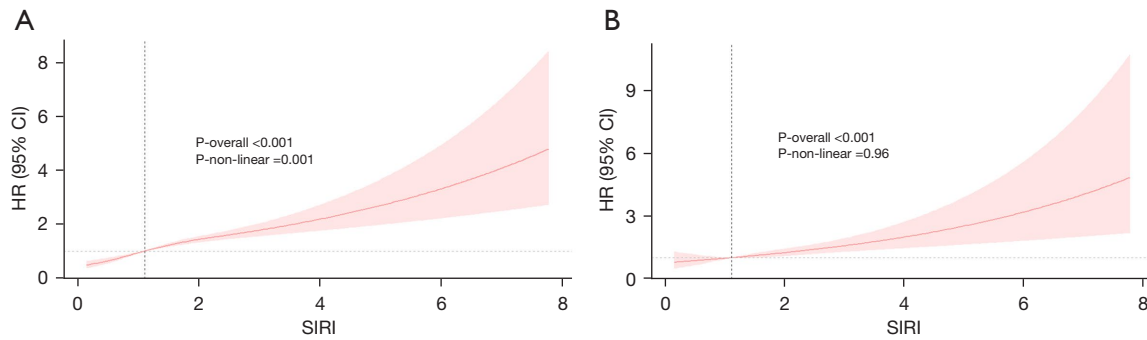 A
HR (95% CI)
8
6
4
2
0
P-overall <0.001
P-non-linear =0.001
0 2 4 6 8
SIRI
B
HR (95% CI)
9
6
3
0
P-overall <0.001
P-non-linear =0.96
0 2 4 6 8
SIRI